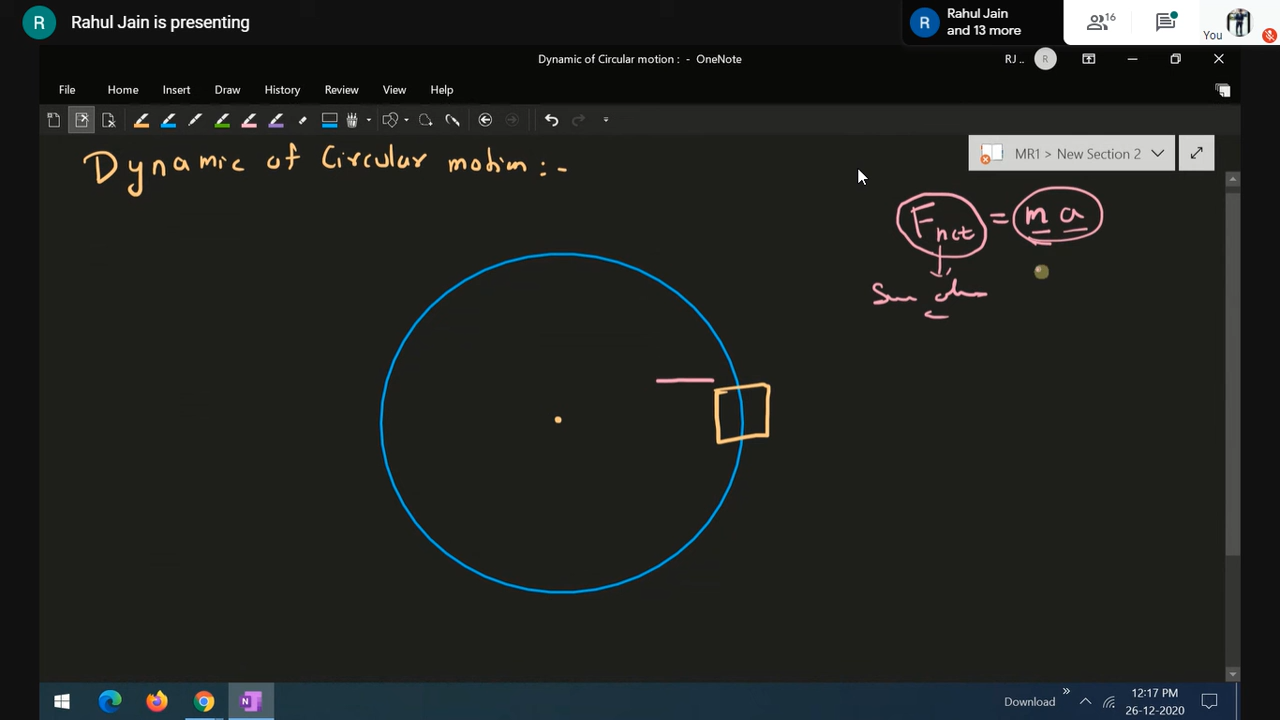 R Rahul Jain is presenting
R Rahul Jain and 13 more
16
You
Dynamic of Circular motion : - OneNote
RJ ..
R
File Home Insert Draw History Review View Help
MR1 > New Section 2
Dynamic of Circular motion :-
Fnet = m a
Download
12:17 PM
26-12-2020